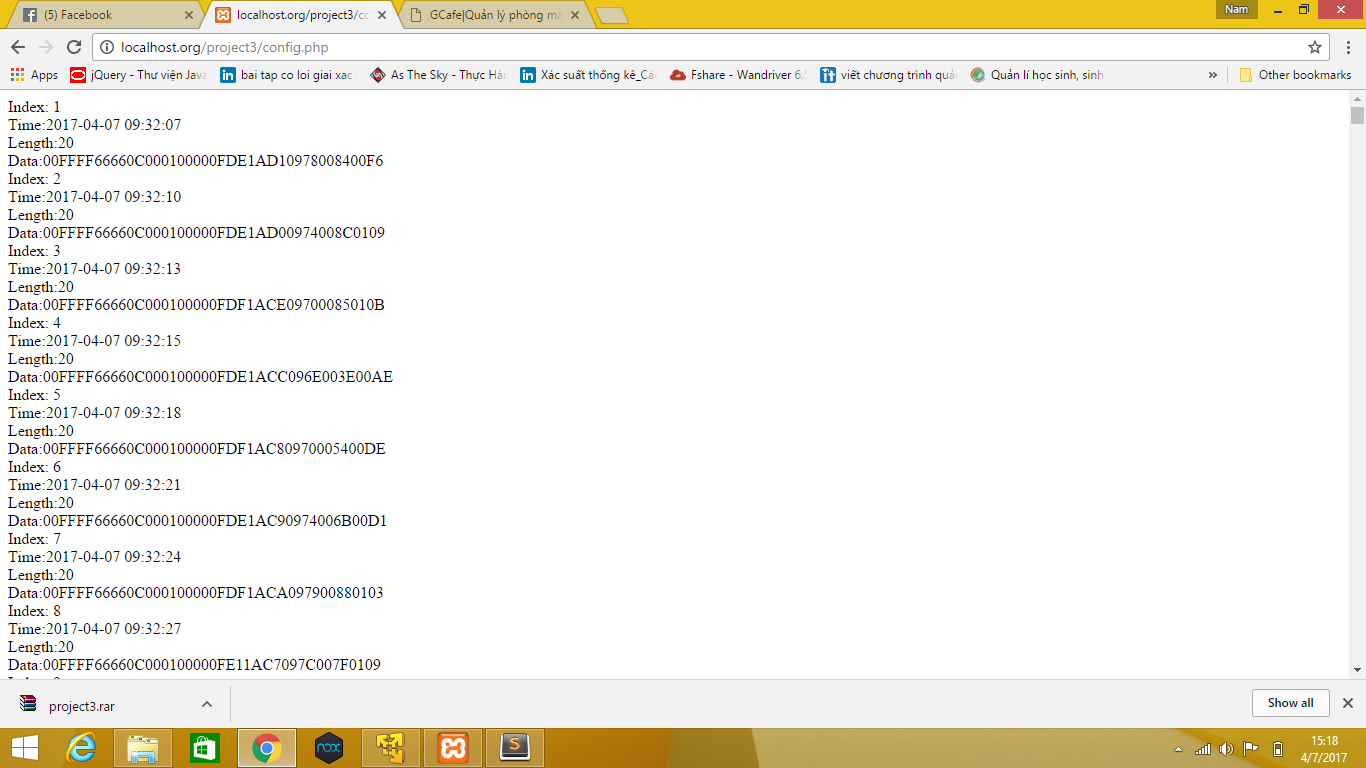 (5) Facebook
localhost.org/project3/co
GCafe|Quản lý phòng má
Nam
localhost.org/project3/config.php
Apps
jQuery - Thư viện Java
bai tap co loi giai xac
As The Sky - Thực Hàn
Xác suất thống kê_Câ
Fshare - Wandriver 6.
viết chương trình quả
Quản lí học sinh, sinh
»
Other bookmarks
Index: 1
Time:2017-04-07 09:32:07
Length:20
Data:00FFFF66660C000100000FDE1AD10978008400F6
Index: 2
Time:2017-04-07 09:32:10
Length:20
Data:00FFFF66660C000100000FDE1AD00974008C0109
Index: 3
Time:2017-04-07 09:32:13
Length:20
Data:00FFFF66660C000100000FDF1ACE09700085010B
Index: 4
Time:2017-04-07 09:32:15
Length:20
Data:00FFFF66660C000100000FDE1ACC096E003E00AE
Index: 5
Time:2017-04-07 09:32:18
Length:20
Data:00FFFF66660C000100000FDF1AC80970005400DE
Index: 6
Time:2017-04-07 09:32:21
Length:20
Data:00FFFF66660C000100000FDE1AC90974006B00D1
Index: 7
Time:2017-04-07 09:32:24
Length:20
Data:00FFFF66660C000100000FDF1ACA097900880103
Index: 8
Time:2017-04-07 09:32:27
Length:20
Data:00FFFF66660C000100000FE11AC7097C007F0109
project3.rar
Show all
nox
15:18
4/7/2017